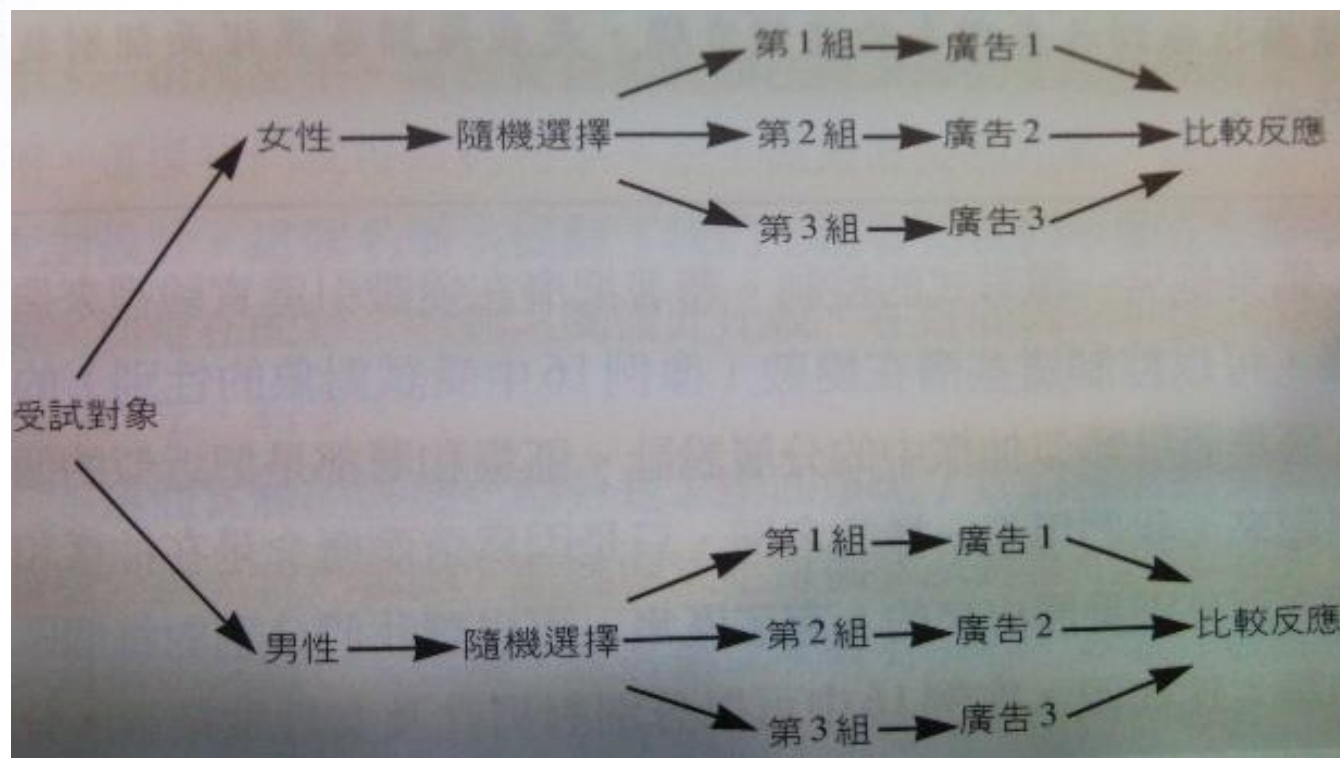 第1組 廣告1
女性 隨機選擇 第2組 廣告2 比較反應
第3組 廣告3
受試對象
第1組 廣告1
男性 隨機選擇 第2組 廣告2 比較反應
第3組 廣告3